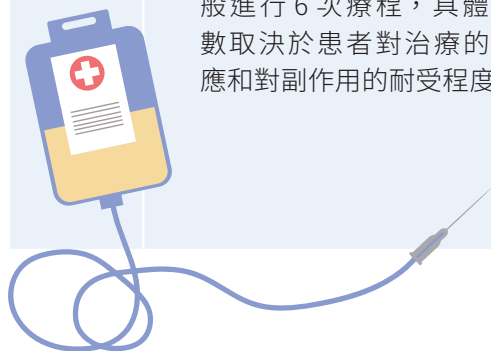 般進行 6 次療程，具體
數取決於患者對治療的
應和對副作用的耐受程度